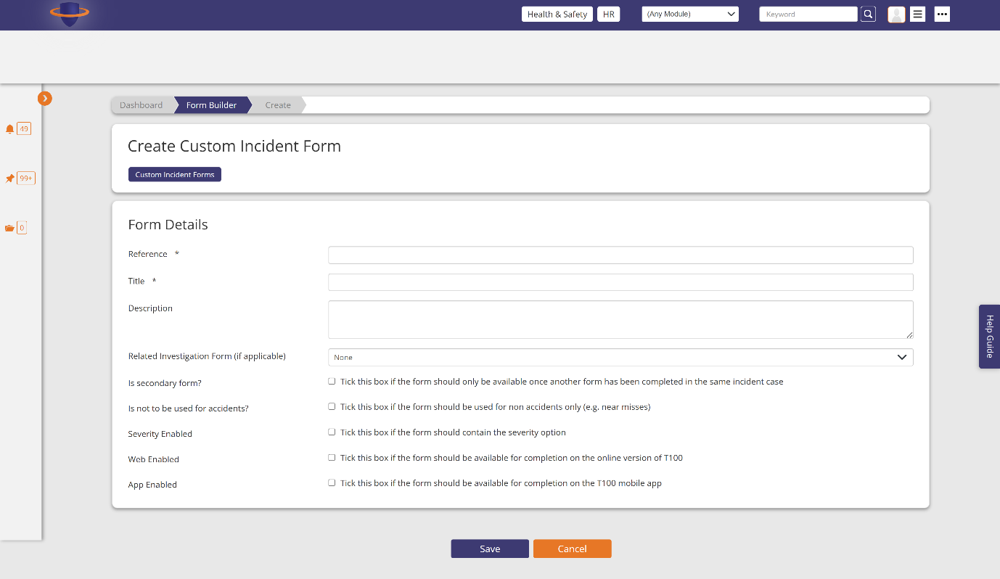 Health & Safety HR (Any Module) Keyword
Dashboard Form Builder Create
49
99+
0
Create Custom Incident Form
Custom Incident Forms
Form Details
Reference *
Title *
Description
Related Investigation Form (if applicable) None
Is secondary form? Tick this box if the form should only be available once another form has been completed in the same incident case
Is not to be used for accidents? Tick this box if the form should be used for non accidents only (e.g. near misses)
Severity Enabled Tick this box if the form should contain the severity option
Web Enabled Tick this box if the form should be available for completion on the online version of T100
App Enabled Tick this box if the form should be available for completion on the T100 mobile app
Save Cancel
Help Guide